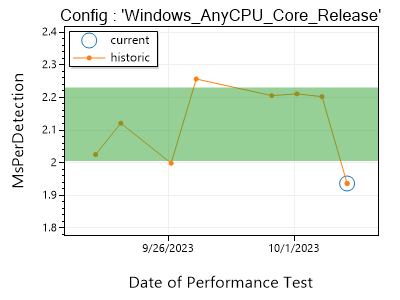 Config : 'Windows_AnyCPU_Core_Release'
current
historic
2.4
2.3
2.2
2.1
2
1.9
1.8
MsPerDetection
9/26/2023
10/1/2023
Date of Performance Test